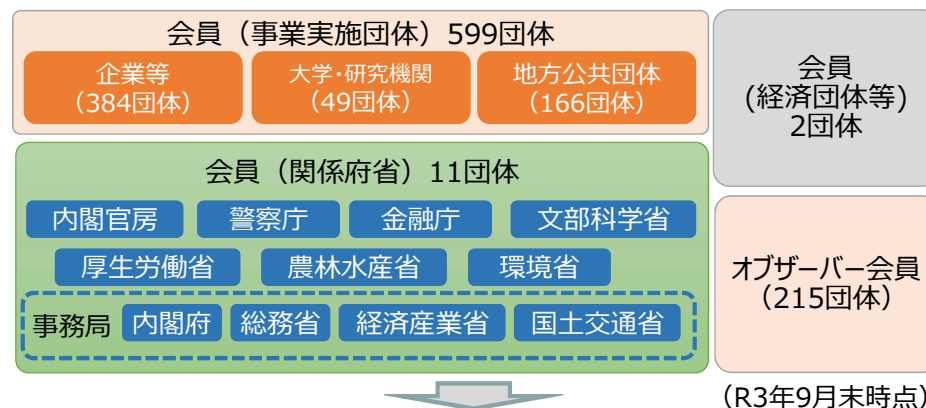 会員（事業実施団体）599団体
企業等
（384団体）
大学・研究機関
（49団体）
地方公共団体
（166団体）
会員
(経済団体等)
2団体
会員（関係府省）11団体
内閣官房
警察庁
金融庁
文部科学省
厚生労働省
農林水産省
環境省
事務局
内閣府
総務省
経済産業省
国土交通省
オブザーバー会員
（215団体）
（R3年9月末時点）